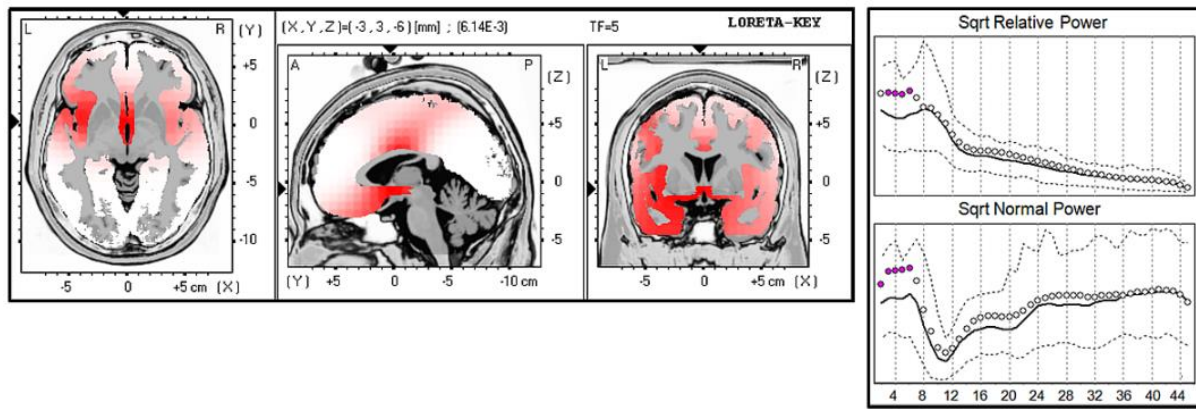 L R (Y) (X,Y,Z)=(-3,3,-6) [mm] ; (6.14E-3) TF=5 LORETA-KEY
A P (Z) L R (Z)
+5 +5 +5
0 0 0
-5 -5 -5
-10
-5 0 +5 cm (X) (Y) +5 0 -5 -10 cm -5 0 +5 cm (X)
Sqrt Relative Power
Sqrt Normal Power
4 8 12 16 20 24 28 32 36 40 44